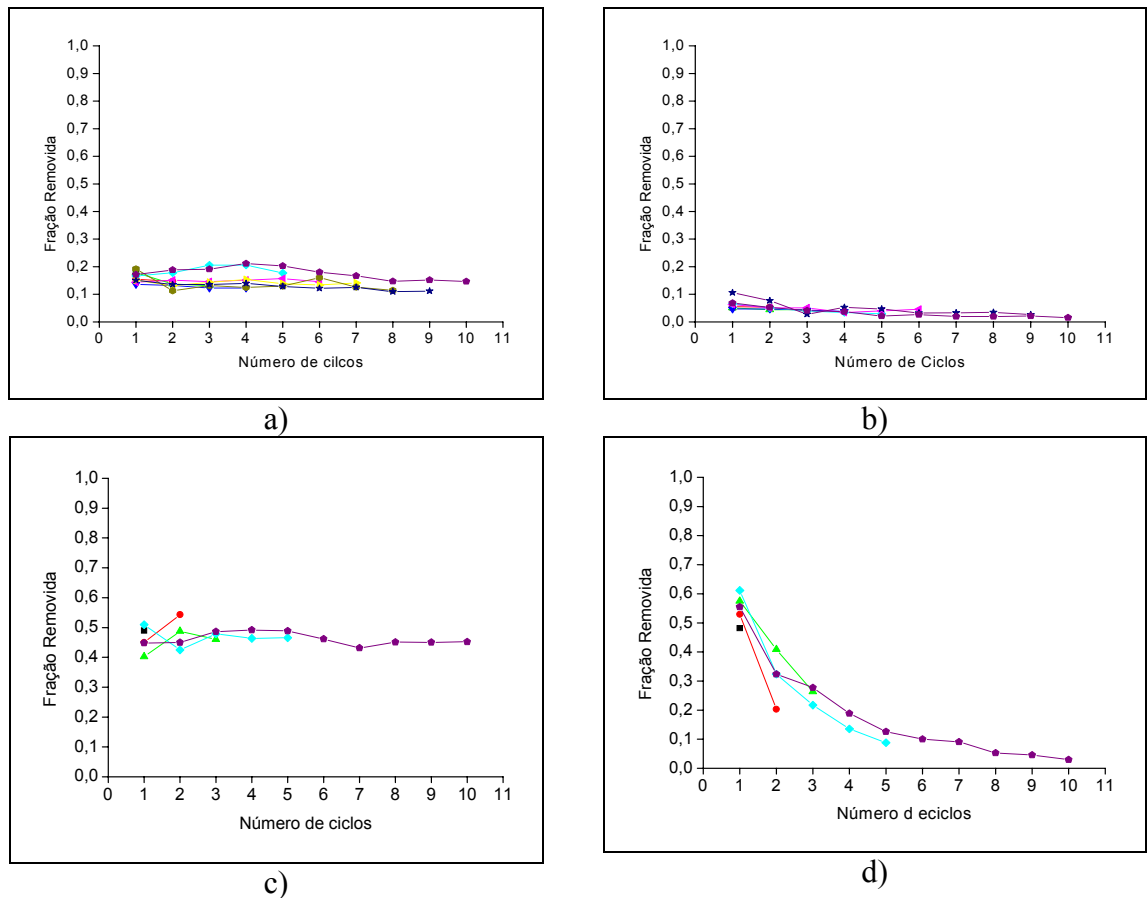 1,0
0,9
0,8
0,7
0,6
0,5
0,4
0,3
0,2
0,1
0,0
0 1 2 3 4 5 6 7 8 9 10 11
Fração Removida
Número de cilcos
a)
1,0
0,9
0,8
0,7
0,6
0,5
0,4
0,3
0,2
0,1
0,0
0 1 2 3 4 5 6 7 8 9 10 11
Fração Removida
Número de Ciclos
b)
1,0
0,9
0,8
0,7
0,6
0,5
0,4
0,3
0,2
0,1
0,0
0 1 2 3 4 5 6 7 8 9 10 11
Fração Removida
Número de ciclos
c)
1,0
0,9
0,8
0,7
0,6
0,5
0,4
0,3
0,2
0,1
0,0
0 1 2 3 4 5 6 7 8 9 10 11
Fração Removida
Número d eciclos
d)